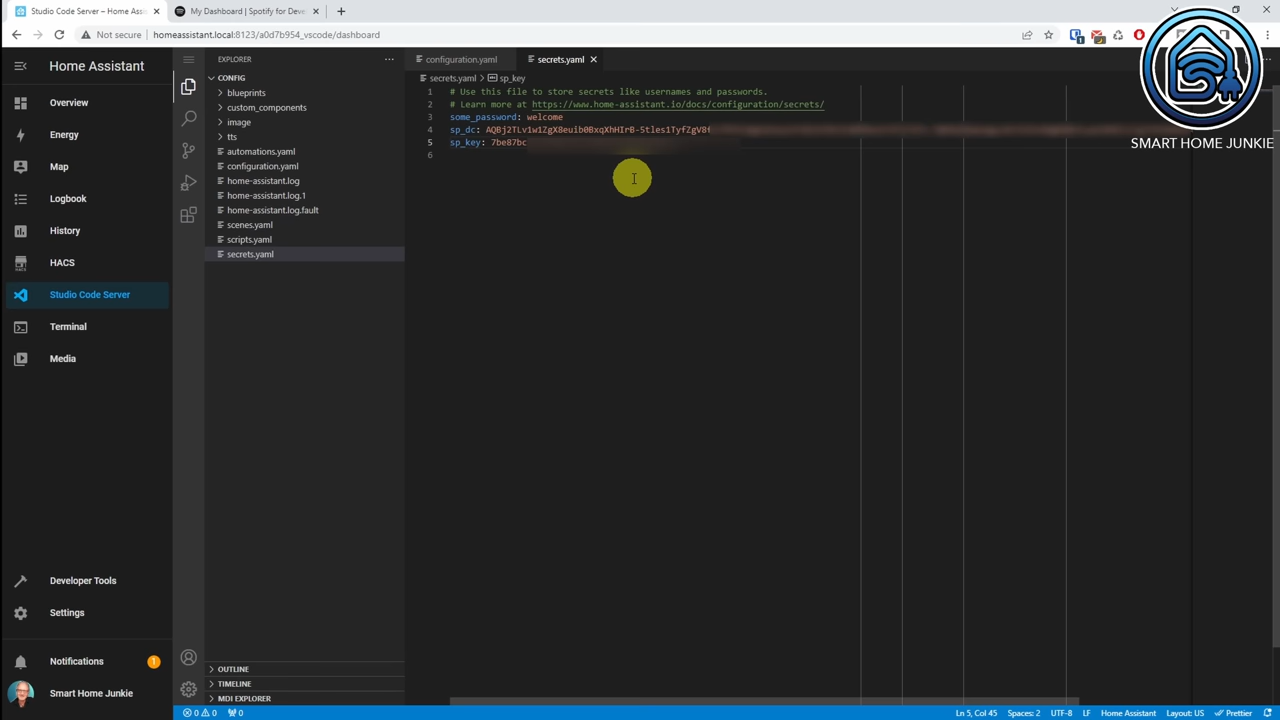 Studio Code Server – Home Assi
My Dashboard | Spotify for Deve
Not secure
homeassistant.local:8123/a0d7b954_vscode/dashboard
Home Assistant
Overview
Energy
Map
Logbook
History
HACS
Studio Code Server
Terminal
Media
Developer Tools
Settings
Notifications
1
Smart Home Junkie
EXPLORER
CONFIG
blueprints
custom_components
image
tts
automations.yaml
configuration.yaml
home-assistant.log
home-assistant.log.1
home-assistant.log.fault
scenes.yaml
scripts.yaml
secrets.yaml
OUTLINE
TIMELINE
MDI EXPLORER
configuration.yaml
secrets.yaml
secrets.yaml > sp_key
1 # Use this file to store secrets like usernames and passwords.
2 # Learn more at https://www.home-assistant.io/docs/configuration/secrets/
3 some_password: welcome
4 sp_dc: AQBj2TLv1w1ZgX8euib0BxqXhHIrB-5tles1TyfZgV8f
5 sp_key: 7be87bc
6
SMART HOME JUNKIE
0 0 0
Ln 5, Col 45
Spaces: 2
UTF-8
LF
Home Assistant
Layout: US
Prettier